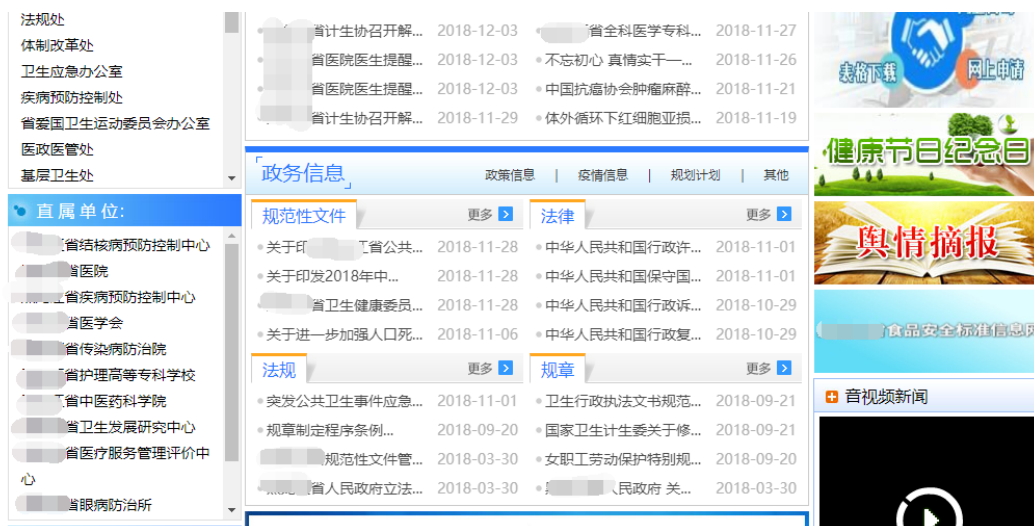 法规处
体制改革处
卫生应急办公室
疾病预防控制处
省爱国卫生运动委员会办公室
医政医管处
基层卫生处
直属单位:
省结核病预防控制中心
省医院
省疾病预防控制中心
省医学会
省传染病防治院
省护理高等专科学校
省中医药科学院
省卫生发展研究中心
省医疗服务管理评价中
心
省眼病防治所
省计生协召开解... 2018-12-03
省医院医生提醒... 2018-12-03
省医院医生提醒... 2018-12-03
省计生协召开解... 2018-11-29
省全科医学专科... 2018-11-27
不忘初心 真情实干一... 2018-11-26
中国抗癌协会肿瘤麻醉... 2018-11-21
体外循环下红细胞亚损... 2018-11-19
政务信息
政策信息 | 疫情信息 | 规划计划 | 其他
规范性文件 更多
关于印 省公共... 2018-11-28
关于印发2018年中... 2018-11-28
省卫生健康委员... 2018-11-28
关于进一步加强人口死... 2018-11-06
法律 更多
中华人民共和国行政许... 2018-11-01
中华人民共和国保守国... 2018-11-01
中华人民共和国行政诉... 2018-10-29
中华人民共和国行政复... 2018-10-29
法规 更多
突发公共卫生事件应急... 2018-11-01
规章制定程序条例... 2018-09-20
规范性文件管... 2018-03-30
省人民政府立法... 2018-03-30
规章 更多
卫生行政执法文书规范... 2018-09-21
国家卫生计生委关于修... 2018-09-21
女职工劳动保护特别规... 2018-09-20
人民政府 关... 2018-03-30
表格下载
网上申请
健康节日纪念日
舆情摘报
省食品安全标准信息网
音视频新闻